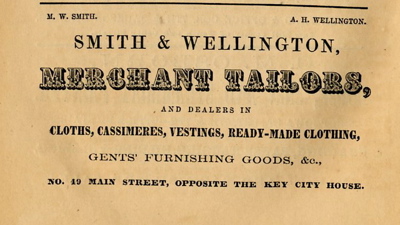 M. W. SMITH. A. H. WELLINGTON.
SMITH & WELLINGTON,
MERCHANT TAILORS,
AND DEALERS IN
CLOTHS, CASSIMERES, VESTINGS, READY-MADE CLOTHING,
GENTS' FURNISHING GOODS, &c.,
NO. 49 MAIN STREET, OPPOSITE THE KEY CITY HOUSE.